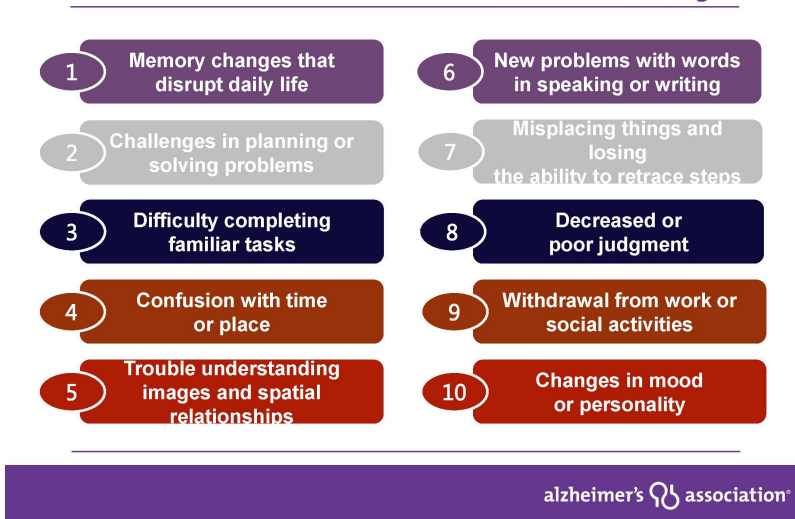 1
Memory changes that
disrupt daily life
2
Challenges in planning or
solving problems
3
Difficulty completing
familiar tasks
4
Confusion with time
or place
5
Trouble understanding
images and spatial
relationships
6
New problems with words
in speaking or writing
7
Misplacing things and
losing
the ability to retrace steps
8
Decreased or
poor judgment
9
Withdrawal from work or
social activities
10
Changes in mood
or personality
alzheimer's association®